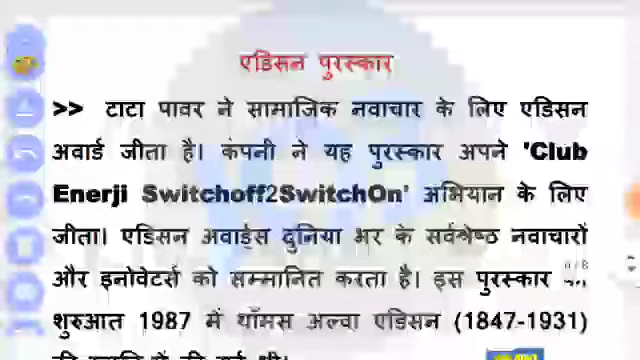 एडिसन पुरस्कार
>> टाटा पावर ने सामाजिक नवाचार के लिए एडिसन
अवार्ड जीता है। कंपनी ने यह पुरस्कार अपने 'Club
Enerji Switchoff2SwitchOn' अभियान के लिए
जीता। एडिसन अवार्ड्स दुनिया भर के सर्वश्रेष्ठ नवाचारों
और इनोवेटर्स को सम्मानित करता है। इस पुरस्कार
शुरुआत 1987 में थॉमस अल्वा एडिसन (1847-1931)